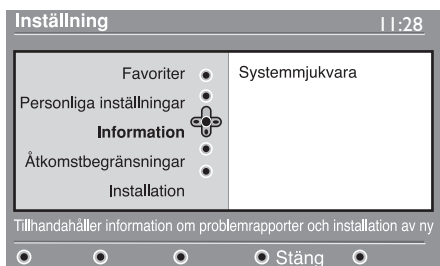 Inställning 11:28
Favoriter
Systemmjukvara
Personliga inställningar
Information
Åtkomstbegränsningar
Installation
Tillhandahåller information om problemrapporter och installation av ny
Stäng